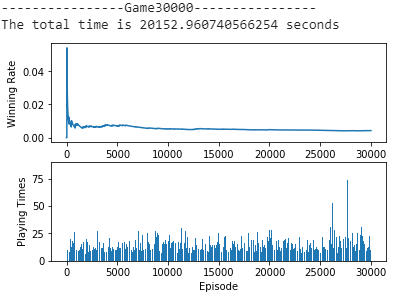 ----------------Game30000----------------
The total time is 20152.960740566254 seconds
Winning Rate
0.04
0.02
0.00
0 5000 10000 15000 20000 25000 30000
Playing Times
75
50
25
0
0 5000 10000 15000 20000 25000 30000
Episode